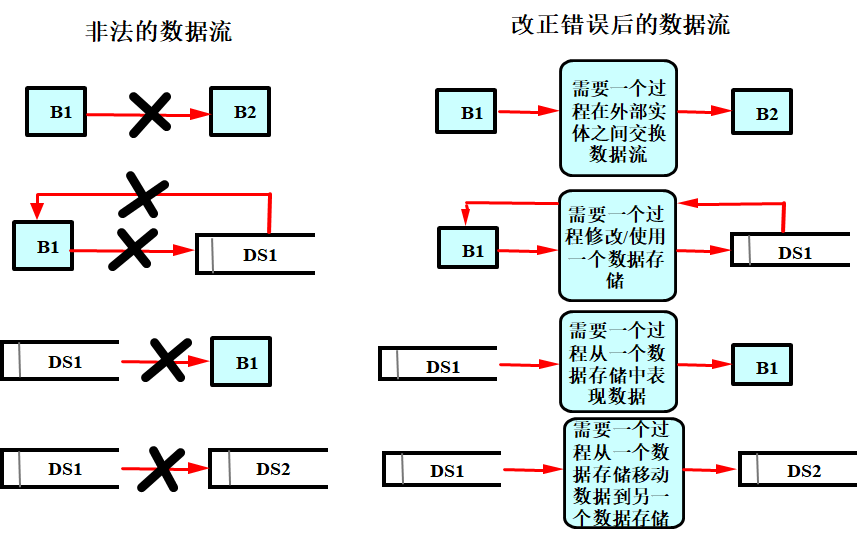 非法的数据流
改正错误后的数据流
B1
B2
B1
需要一个过
程在外部实
体之间交换
数据流
B2
B1
DS1
B1
需要一个过
程修改/使用
一个数据存
储
DS1
DS1
B1
DS1
需要一个过
程从一个数
据存储中表
现数据
B1
DS1
DS2
DS1
需要一个过
程从一个数
据存储移动
数据到另一
个数据存储
DS2